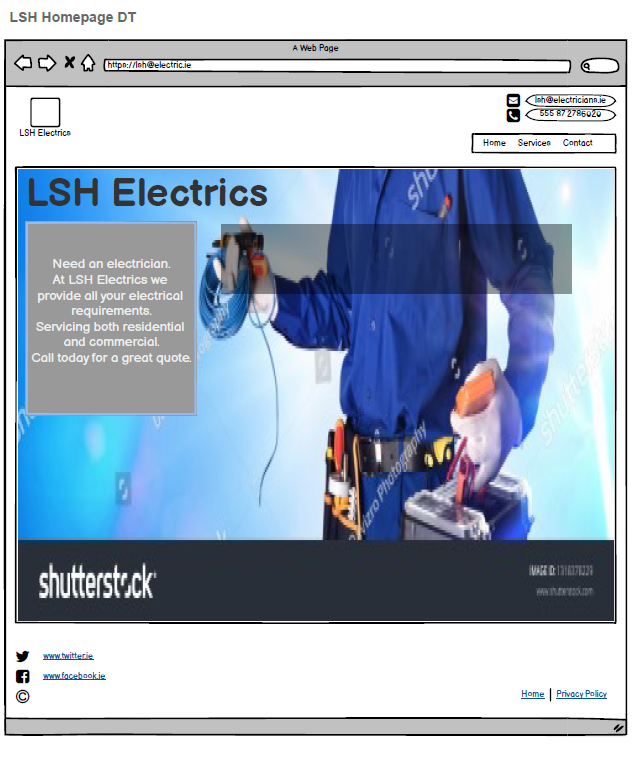 LSH Homepage DT
A Web Page
https://lsh@electric.ie
lsh@electricians.ie
555 87 2786020
LSH Electrics
Home Services Contact
LSH Electrics
Need an electrician.
At LSH Electrics we
provide all your electrical
requirements.
Servicing both residential
and commercial.
Call today for a great quote.
shutterstock
Photography
shutterstock
IMAGE ID:
www.shutterstock.com
www.twitter.ie
www.facebook.ie
©
Home | Privacy Policy